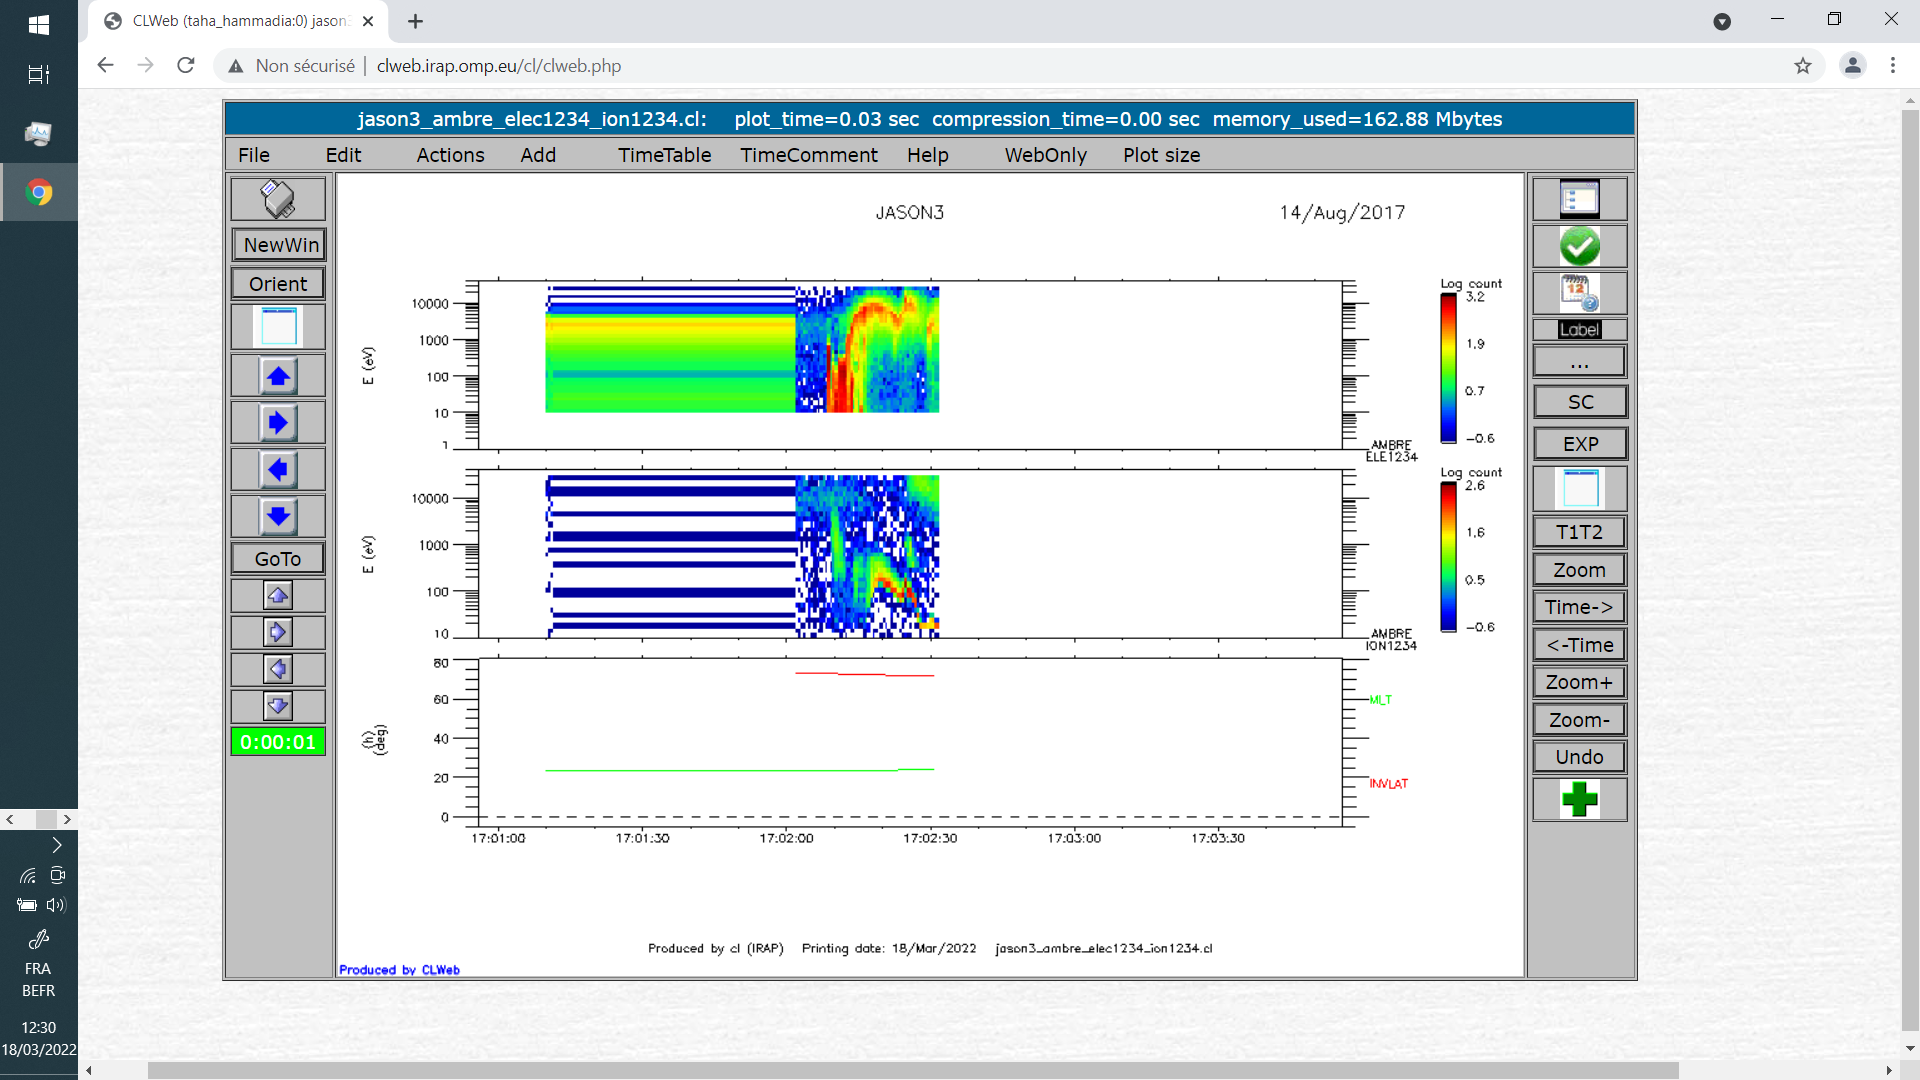 CLWeb (taha_hammadia:0) jason3
Non sécurisé | clweb.irap.omp.eu/cl/clweb.php
jason3_ambre_elec1234_ion1234.cl: plot_time=0.03 sec compression_time=0.00 sec memory_used=162.88 Mbytes
File Edit Actions Add TimeTable TimeComment Help WebOnly Plot size
NewWin
Orient
GoTo
0:00:01
JASON3 14/Aug/2017
E (eV)
10000
1000
100
10
1
Log count
3.2
1.9
0.7
-0.6
AMBRE
ELE1234
E (eV)
10000
1000
100
10
Log count
2.6
1.6
0.5
-0.6
AMBRE
ION1234
(h)
(deg)
80
60
40
20
0
MLT
INVLAT
17:01:00 17:01:30 17:02:00 17:02:30 17:03:00 17:03:30
Produced by cl (IRAP) Printing date: 18/Mar/2022 jason3_ambre_elec1234_ion1234.cl
Produced by CLWeb
12
Label
...
SC
EXP
T1T2
Zoom
Time->
<-Time
Zoom+
Zoom-
Undo
FRA
BEFR
12:30
18/03/2022